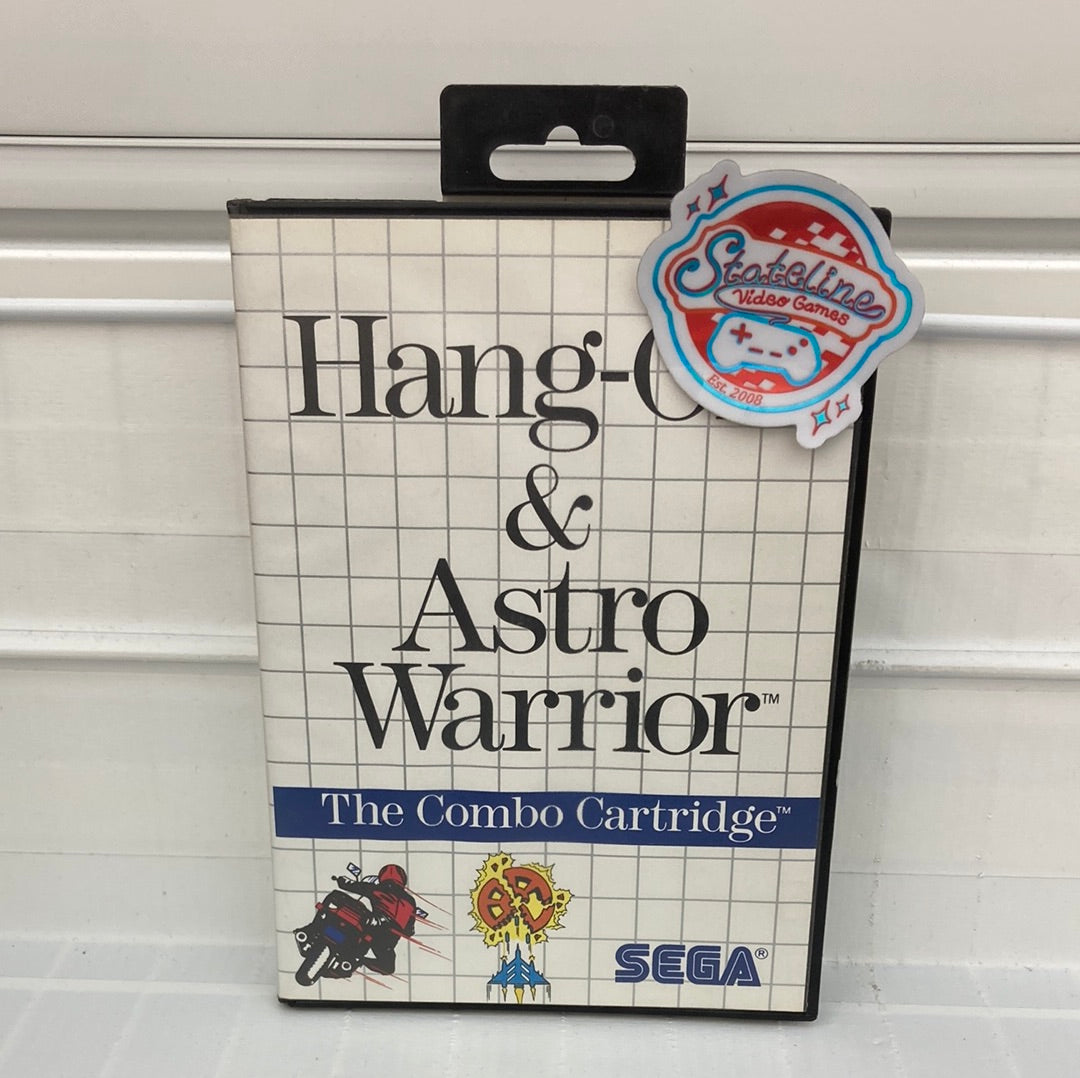 Stateline
Video Games
Est. 2008
Hang-O
&
Astro
Warrior™
The Combo Cartridge™
SEGA®